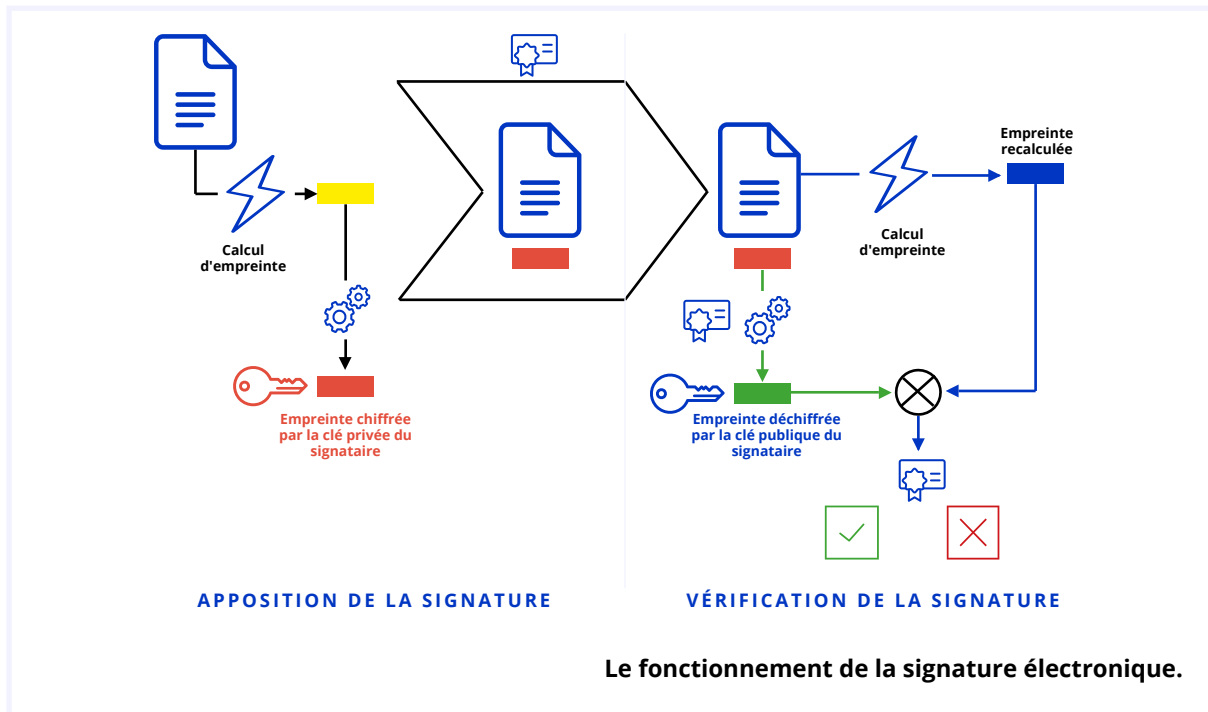 Calcul
d'empreinte
Empreinte chiffrée
par la clé privée du
signataire
Empreinte
recalculée
Calcul
d'empreinte
Empreinte déchiffrée
par la clé publique du
signataire
APPOSITION DE LA SIGNATURE
VÉRIFICATION DE LA SIGNATURE
Le fonctionnement de la signature électronique.